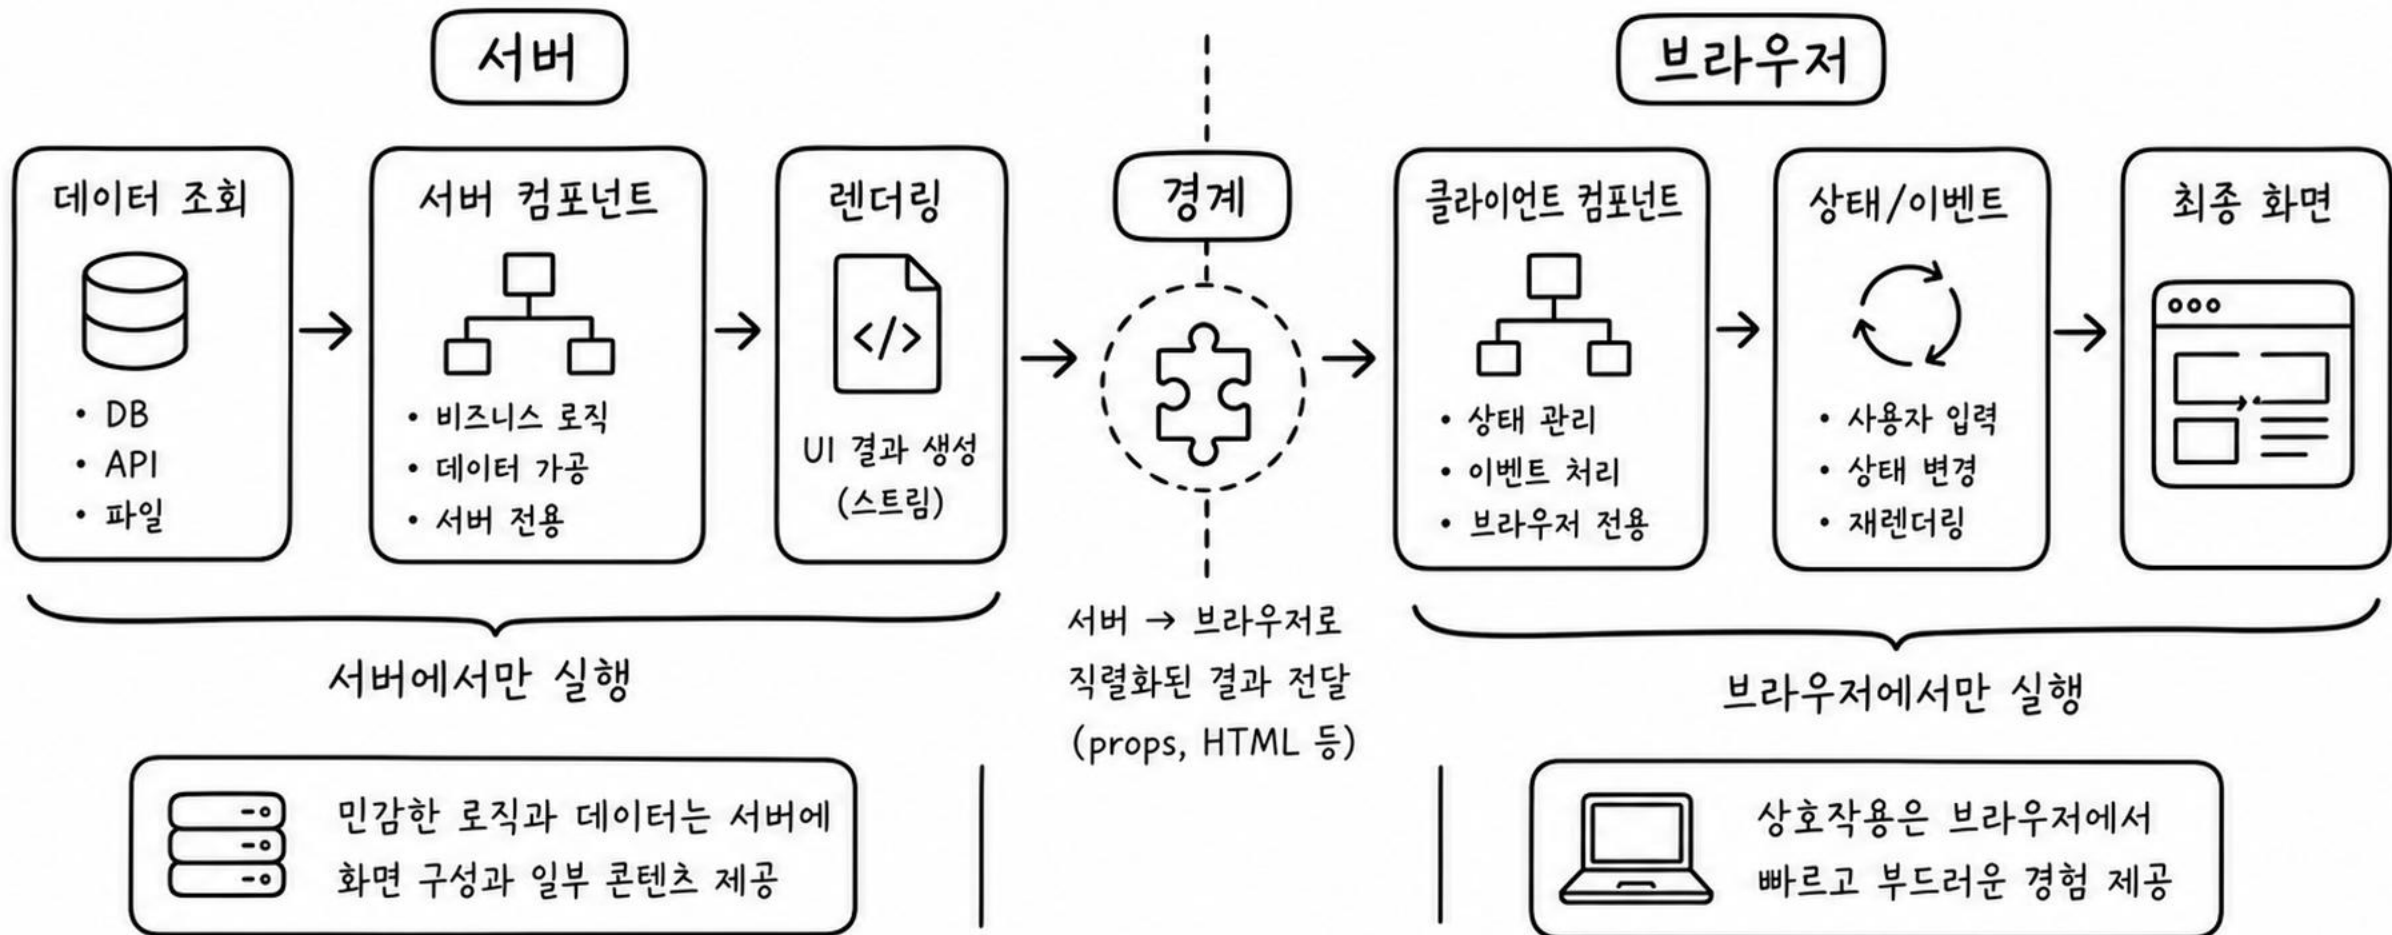 서버
브라우저
데이터 조회
• DB
• API
• 파일
서버 컴포넌트
• 비즈니스 로직
• 데이터 가공
• 서버 전용
렌더링
</>
UI 결과 생성
(스트림)
경계
서버 → 브라우저로
직렬화된 결과 전달
(props, HTML 등)
클라이언트 컴포넌트
• 상태 관리
• 이벤트 처리
• 브라우저 전용
상태/이벤트
• 사용자 입력
• 상태 변경
• 재렌더링
최종 화면
서버에서만 실행
브라우저에서만 실행
민감한 로직과 데이터는 서버에
화면 구성과 일부 콘텐츠 제공
상호작용은 브라우저에서
빠르고 부드러운 경험 제공